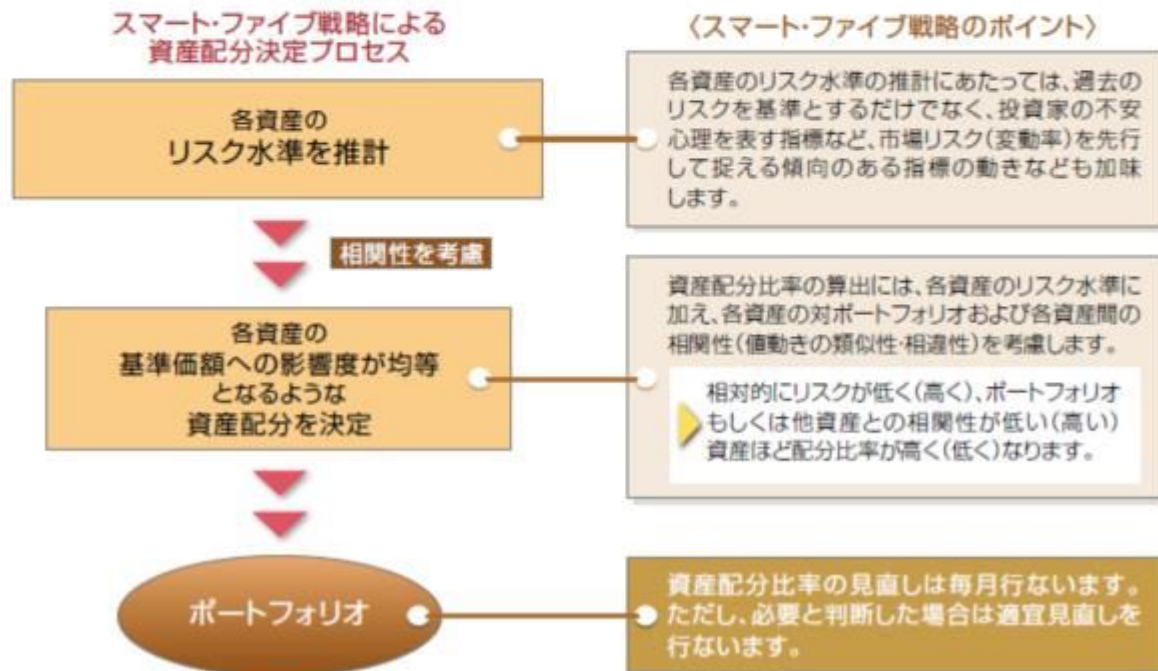 スマート・ファイブ戦略による
資産配分決定プロセス
〈スマート・ファイブ戦略のポイント〉
各資産の
リスク水準を推計
各資産のリスク水準の推計にあたっては、過去の
リスクを基準とするだけでなく、投資家の不安
心理を表す指標など、市場リスク(変動率)を先行
して捉える傾向のある指標の動きなども加味
します。
相関性を考慮
各資産の
基準価額への影響度が均等
となるような
資産配分を決定
資産配分比率の算出には、各資産のリスク水準に
加え、各資産の対ポートフォリオおよび各資産間の
相関性(値動きの類似性・相違性)を考慮します。
相対的にリスクが低く(高く)、ポートフォリオ
もしくは他資産との相関性が低い(高い)
資産ほど配分比率が高く(低く)なります。
ポートフォリオ
資産配分比率の見直しは毎月行ないます。
ただし、必要と判断した場合は適宜見直しを
行ないます。